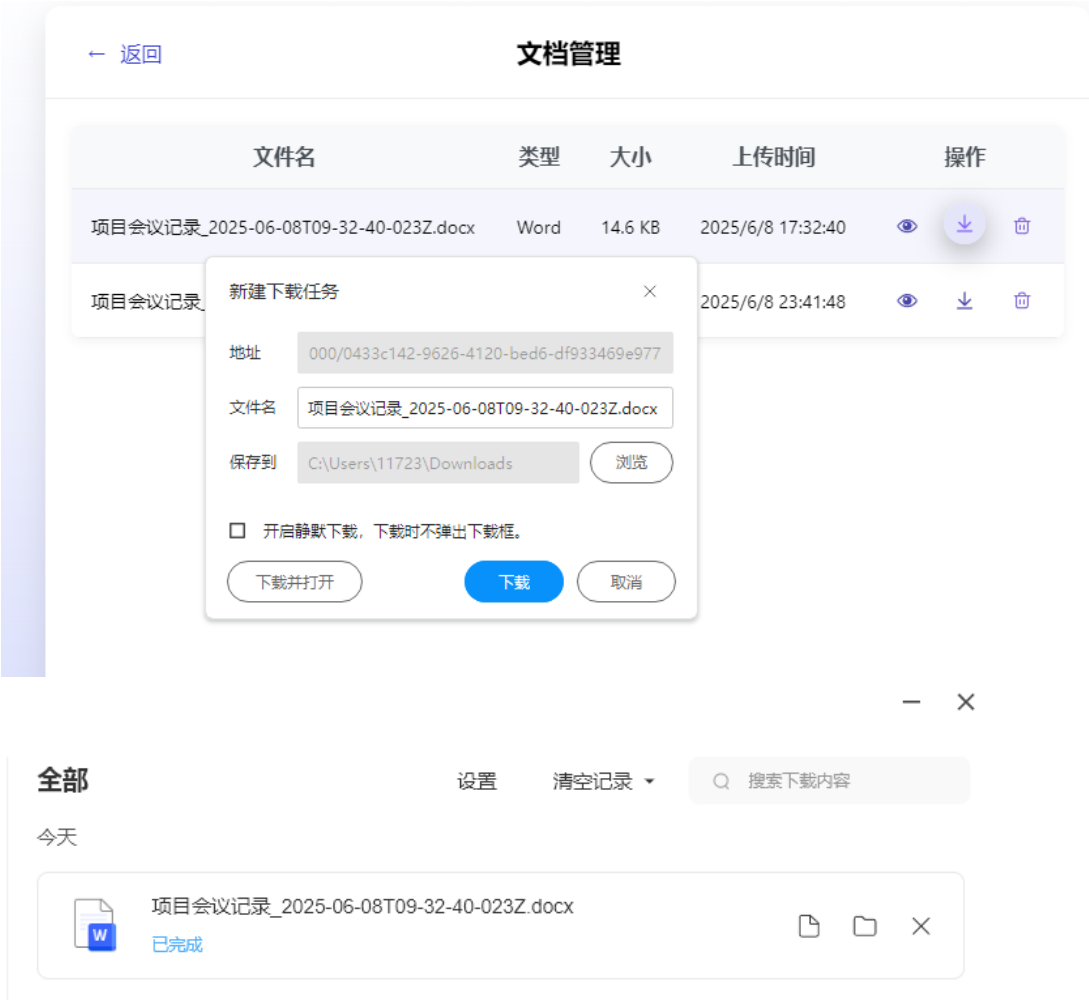 ← 返回
文档管理
文件名 类型 大小 上传时间 操作
项目会议记录_2025-06-08T09-32-40-023Z.docx Word 14.6 KB 2025/6/8 17:32:40
项目会议记录_ 2025/6/8 23:41:48
新建下载任务
地址 000/0433c142-9626-4120-bed6-df933469e977
文件名 项目会议记录_2025-06-08T09-32-40-023Z.docx
保存到 C:\Users\11723\Downloads 浏览
开启静默下载，下载时不弹出下载框。
下载并打开 下载 取消
全部 设置 清空记录 搜索下载内容
今天
项目会议记录_2025-06-08T09-32-40-023Z.docx
W
已完成